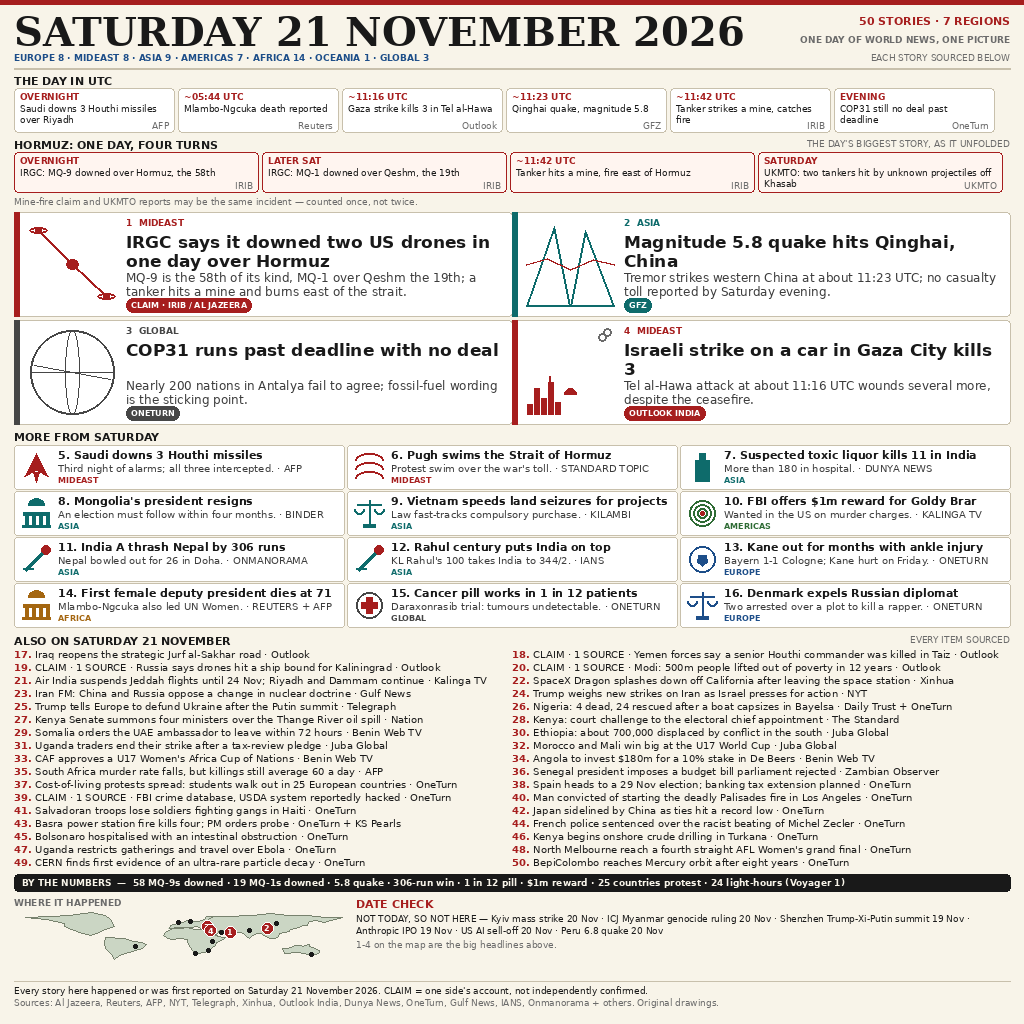 SATURDAY 21 NOVEMBER 2026
50 STORIES · 7 REGIONS
ONE DAY OF WORLD NEWS, ONE PICTURE
EUROPE 8 · MIDEAST 8 · ASIA 9 · AMERICAS 7 · AFRICA 14 · OCEANIA 1 · GLOBAL 3
EACH STORY SOURCED BELOW
THE DAY IN UTC
OVERNIGHT
Saudi downs 3 Houthi missiles
over Riyadh
AFP
~05:44 UTC
Mlambo-Ngcuka death reported
Reuters
~11:16 UTC
Gaza strike kills 3 in Tel al-Hawa
Outlook
~11:23 UTC
Qinghai quake, magnitude 5.8
GFZ
~11:42 UTC
Tanker strikes a mine, catches
fire
IRIB
EVENING
COP31 still no deal past
deadline
OneTurn
HORMUZ: ONE DAY, FOUR TURNS
THE DAY'S BIGGEST STORY, AS IT UNFOLDED
OVERNIGHT
IRGC: MQ-9 downed over Hormuz, the 58th
IRIB
LATER SAT
IRGC: MQ-1 downed over Qeshm, the 19th
IRIB
~11:42 UTC
Tanker hits a mine, fire east of Hormuz
IRIB
SATURDAY
UKMTO: two tankers hit by unknown projectiles off
Khasab
UKMTO
Mine-fire claim and UKMTO reports may be the same incident — counted once, not twice.
1 MIDEAST
IRGC says it downed two US drones in
one day over Hormuz
MQ-9 is the 58th of its kind, MQ-1 over Qeshm the 19th; a
tanker hits a mine and burns east of the strait.
CLAIM · IRIB / AL JAZEERA
2 ASIA
Magnitude 5.8 quake hits Qinghai,
China
Tremor strikes western China at about 11:23 UTC; no casualty
toll reported by Saturday evening.
GFZ
3 GLOBAL
COP31 runs past deadline with no deal
Nearly 200 nations in Antalya fail to agree; fossil-fuel wording
is the sticking point.
ONETURN
4 MIDEAST
Israeli strike on a car in Gaza City kills
3
Tel al-Hawa attack at about 11:16 UTC wounds several more,
despite the ceasefire.
OUTLOOK INDIA
MORE FROM SATURDAY
5. Saudi downs 3 Houthi missiles
Third night of alarms; all three intercepted. · AFP
MIDEAST
6. Pugh swims the Strait of Hormuz
Protest swim over the war's toll. · STANDARD TOPIC
MIDEAST
7. Suspected toxic liquor kills 11 in India
More than 180 in hospital. · DUNYA NEWS
ASIA
8. Mongolia's president resigns
An election must follow within four months. · BINDER
ASIA
9. Vietnam speeds land seizures for projects
Law fast-tracks compulsory purchase. · KILAMBI
ASIA
10. FBI offers $1m reward for Goldy Brar
Wanted in the US on murder charges. · KALINGA TV
AMERICAS
11. India A thrash Nepal by 306 runs
Nepal bowled out for 26 in Doha. · ONMANORAMA
ASIA
12. Rahul century puts India on top
KL Rahul's 100 takes India to 344/2. · IANS
ASIA
13. Kane out for months with ankle injury
Bayern 1-1 Cologne; Kane hurt on Friday. · ONETURN
EUROPE
14. First female deputy president dies at 71
Mlambo-Ngcuka also led UN Women. · REUTERS + AFP
AFRICA
15. Cancer pill works in 1 in 12 patients
Daraxonrasib trial: tumours undetectable. · ONETURN
GLOBAL
16. Denmark expels Russian diplomat
Two arrested over a plot to kill a rapper. · ONETURN
EUROPE
ALSO ON SATURDAY 21 NOVEMBER
EVERY ITEM SOURCED
17. Iraq reopens the strategic Jurf al-Sakhar road · Outlook
18. CLAIM · 1 SOURCE · Yemen forces say a senior Houthi commander was killed in Taiz · Outlook
19. CLAIM · 1 SOURCE · Russia says drones hit a ship bound for Kaliningrad · Outlook
20. CLAIM · 1 SOURCE · Modi: 500m people lifted out of poverty in 12 years · Outlook
21. Air India suspends Jeddah flights until 24 Nov; Riyadh and Dammam continue · Kalinga TV
22. SpaceX Dragon splashes down off California after leaving the space station · Xinhua
23. Iran FM: China and Russia oppose a change in nuclear doctrine · Gulf News
24. Trump weighs new strikes on Iran as Israel presses for action · NYT
25. Trump tells Europe to defend Ukraine after the Putin summit · Telegraph
26. Nigeria: 4 dead, 24 rescued after a boat capsizes in Bayelsa · Daily Trust + OneTurn
27. Kenya Senate summons four ministers over the Thange River oil spill · Nation
28. Kenya: court challenge to the electoral chief appointment · The Standard
29. Somalia orders the UAE ambassador to leave within 72 hours · Benin Web TV
30. Ethiopia: about 700,000 displaced by conflict in the south · Juba Global
31. Uganda traders end their strike after a tax-review pledge · Juba Global
32. Morocco and Mali win big at the U17 World Cup · Juba Global
33. CAF approves a U17 Women's Africa Cup of Nations · Benin Web TV
34. Angola to invest $180m for a 10% stake in De Beers · Benin Web TV
35. South Africa murder rate falls, but killings still average 60 a day · AFP
36. Senegal president imposes a budget bill parliament rejected · Zambian Observer
37. Cost-of-living protests spread: students walk out in 25 European countries · OneTurn
38. Spain heads to a 29 Nov election; banking tax extension planned · OneTurn
39. CLAIM · 1 SOURCE · FBI crime database, USDA system reportedly hacked · OneTurn
40. Man convicted of starting the deadly Palisades fire in Los Angeles · OneTurn
41. Salvadoran troops lose soldiers fighting gangs in Haiti · OneTurn
42. Japan sidelined by China as ties hit a record low · OneTurn
43. Basra power station fire kills four; PM orders probe · OneTurn + KS Pearls
44. French police sentenced over the racist beating of Michel Zecler · OneTurn
45. Bolsonaro hospitalised with an intestinal obstruction · OneTurn
46. Kenya begins onshore crude drilling in Turkana · OneTurn
47. Uganda restricts gatherings and travel over Ebola · OneTurn
48. North Melbourne reach a fourth straight AFL Women's grand final · OneTurn
49. CERN finds first evidence of an ultra-rare particle decay · OneTurn
50. BepiColombo reaches Mercury orbit after eight years · OneTurn
BY THE NUMBERS — 58 MQ-9s downed · 19 MQ-1s downed · 5.8 quake · 306-run win · 1 in 12 pill · $1m reward · 25 countries protest · 24 light-hours (Voyager 1)
WHERE IT HAPPENED
4
1
2
DATE CHECK
NOT TODAY, SO NOT HERE — Kyiv mass strike 20 Nov · ICJ Myanmar genocide ruling 20 Nov · Shenzhen Trump-Xi-Putin summit 19 Nov ·
Anthropic IPO 19 Nov · US AI sell-off 20 Nov · Peru 6.8 quake 20 Nov
1-4 on the map are the big headlines above.
Every story here happened or was first reported on Saturday 21 November 2026. CLAIM = one side's account, not independently confirmed.
Sources: Al Jazeera, Reuters, AFP, NYT, Telegraph, Xinhua, Outlook India, Dunya News, OneTurn, Gulf News, IANS, Onmanorama + others. Original drawings.